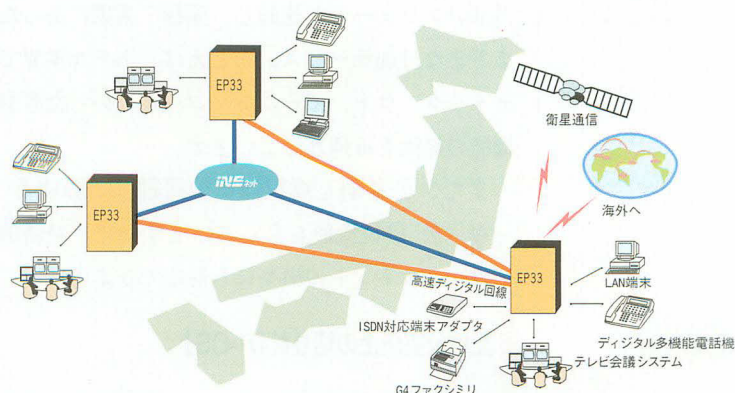 EP33
衛星通信
EP33
INSネット
海外へ
EP33
高速ディジタル回線
LAN端末
ISDN対応端末アダプタ
ディジタル多機能電話機
テレビ会議システム
G4ファクシミリ